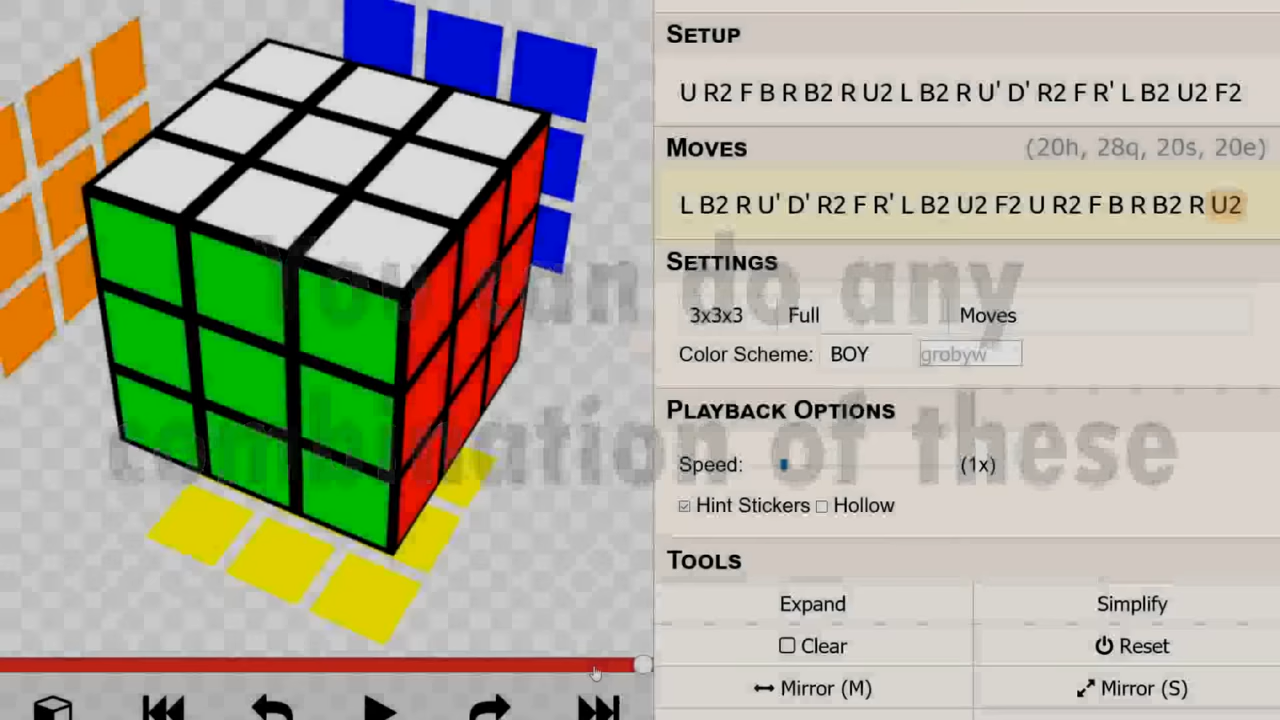 SETUP
U R2 F B R B2 R U2 L B2 R U' D' R2 F R' L B2 U2 F2
MOVES (20h, 28q, 20s, 20e)
L B2 R U' D' R2 F R' L B2 U2 F2 U R2 F B R B2 R U2
You can do any
SETTINGS
3x3x3 Full Moves
Color Scheme: BOY grobyw
combination of these
PLAYBACK OPTIONS
Speed: (1x)
Hint Stickers Hollow
TOOLS
Expand Simplify
Clear Reset
Mirror (M) Mirror (S)